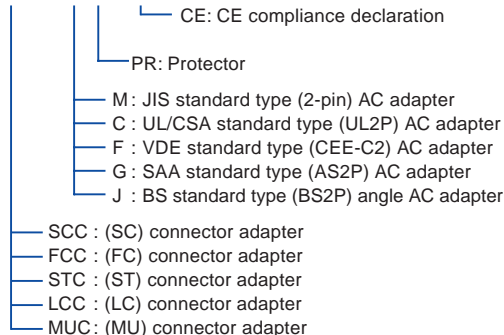 CE: CE compliance declaration
PR: Protector
M : JIS standard type (2-pin) AC adapter
C : UL/CSA standard type (UL2P) AC adapter
F : VDE standard type (CEE-C2) AC adapter
G : SAA standard type (AS2P) AC adapter
J : BS standard type (BS2P) angle AC adapter
SCC : (SC) connector adapter
FCC : (FC) connector adapter
STC : (ST) connector adapter
LCC : (LC) connector adapter
MUC : (MU) connector adapter